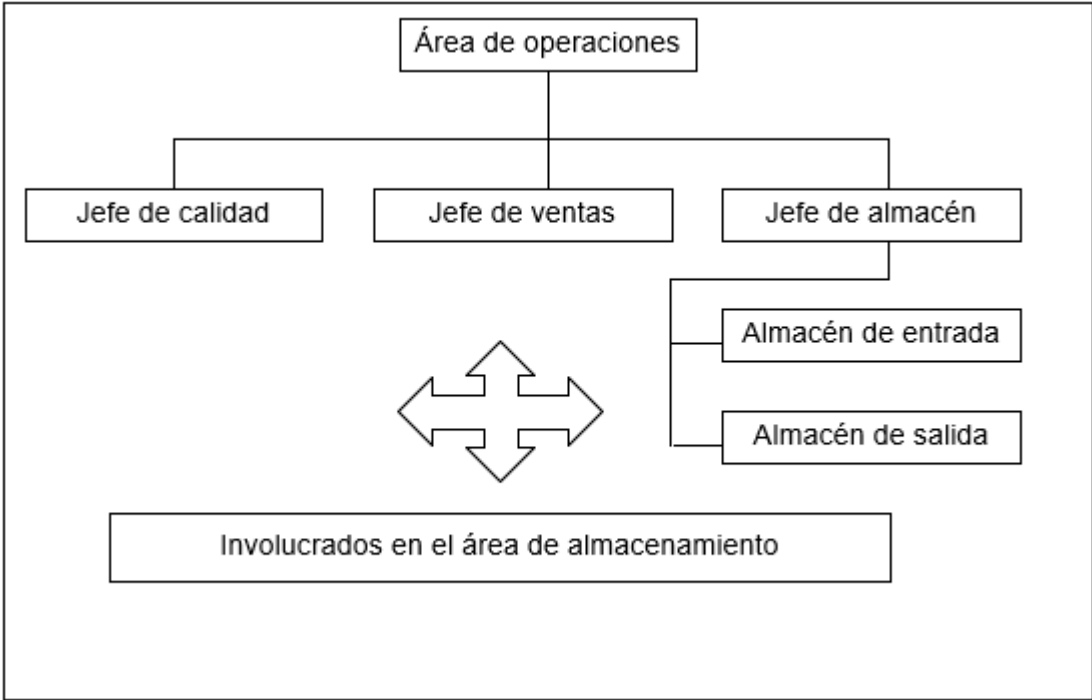 Área de operaciones
Jefe de calidad
Jefe de ventas
Jefe de almacén
Almacén de entrada
Almacén de salida
Involucrados en el área de almacenamiento